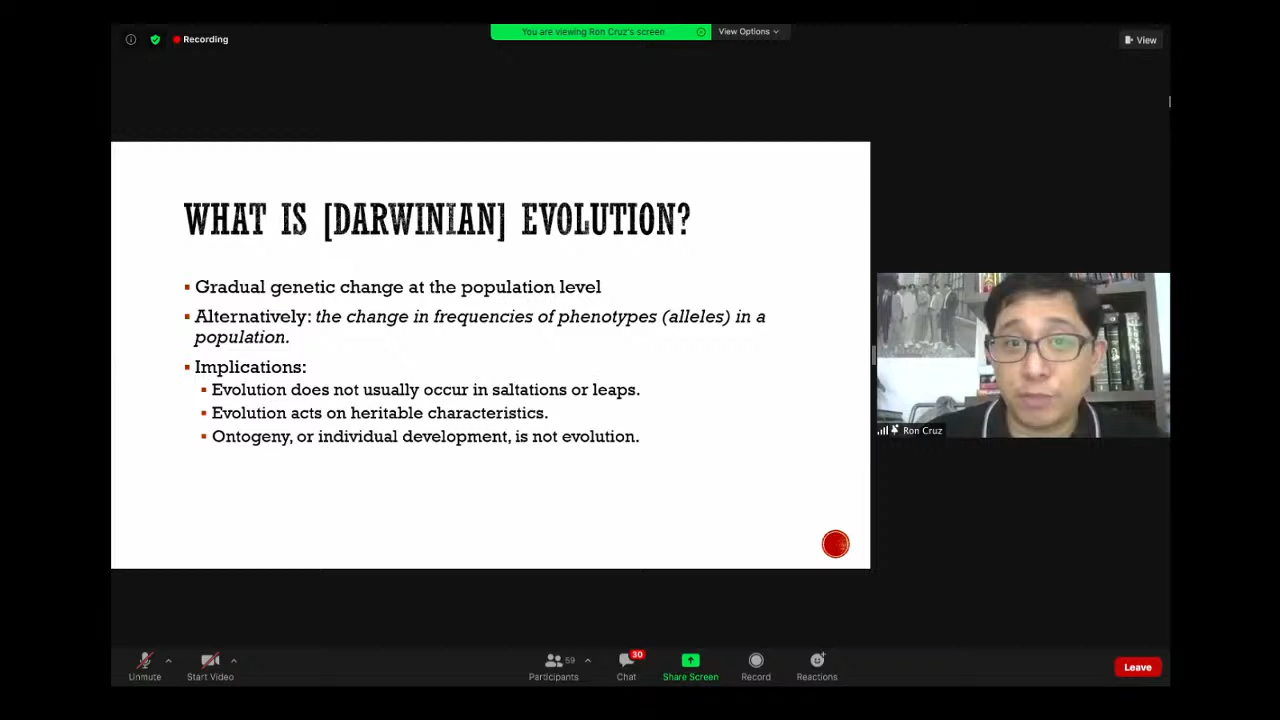 Recording
You are viewing Ron Cruz's screen
View Options
View
WHAT IS [DARWINIAN] EVOLUTION?
▪ Gradual genetic change at the population level
▪ Alternatively: the change in frequencies of phenotypes (alleles) in a
population.
▪ Implications:
▪ Evolution does not usually occur in saltations or leaps.
▪ Evolution acts on heritable characteristics.
▪ Ontogeny, or individual development, is not evolution.
Ron Cruz
Unmute
Start Video
59
Participants
30
Chat
Share Screen
Record
Reactions
Leave